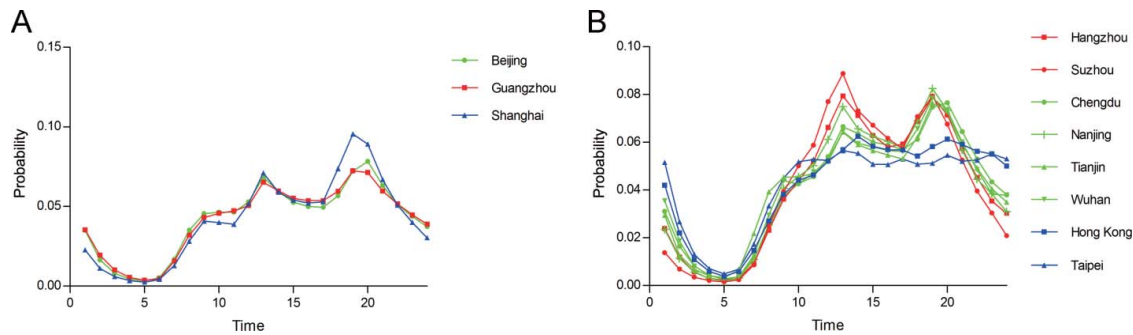 A
0.15
0.10
0.05
0.00
Probability
0
5
10
15
20
Time
Beijing
Guangzhou
Shanghai
B
0.10
0.08
0.06
0.04
0.02
0.00
Probability
0
5
10
15
20
Time
Hangzhou
Suzhou
Chengdu
Nanjing
Tianjin
Wuhan
Hong Kong
Taipei